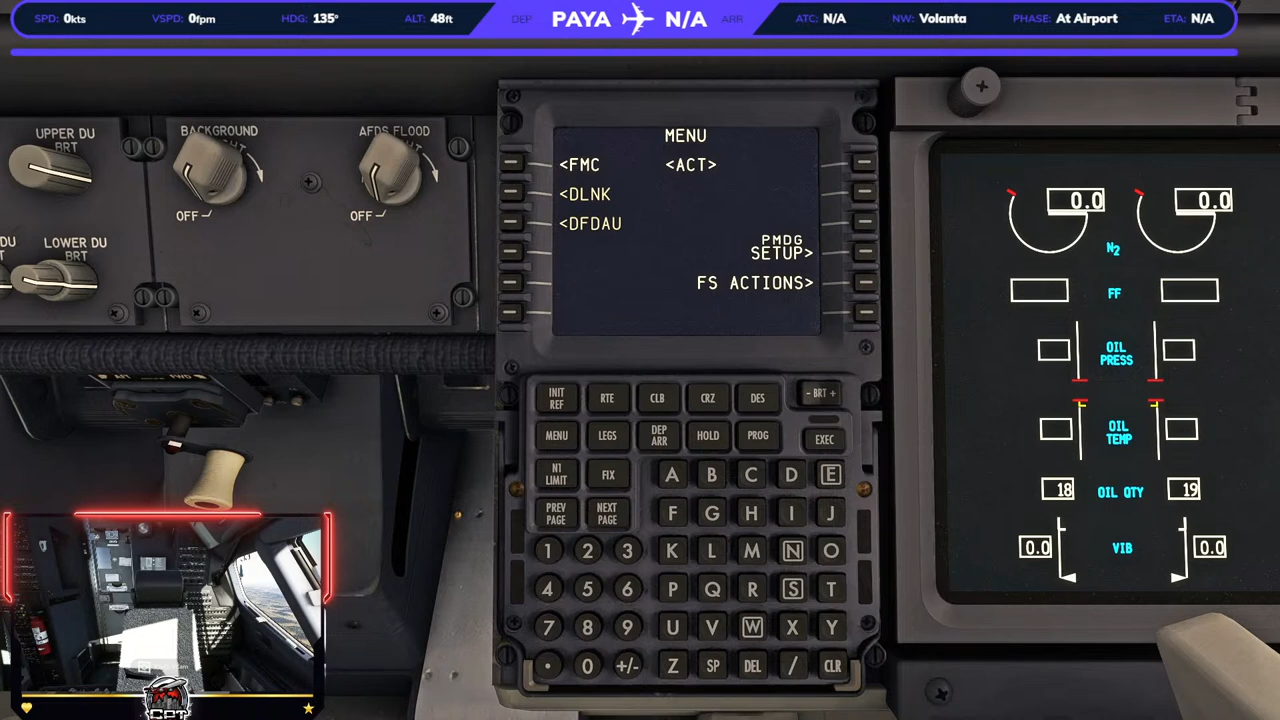 SPD: 0kts VSPD: 0fpm HDG: 135° ALT: 48ft DEP PAYA N/A ARR ATC: N/A NW: Volanta PHASE: At Airport ETA: N/A
UPPER DU
BRT
BACKGROUND
OFF
AFDS FLOOD
OFF
LOWER DU
BRT
MENU
<FMC <ACT>
<DLNK
<DFDAU
PMDG
SETUP>
FS ACTIONS>
INIT REF RTE CLB CRZ DES - BRT +
MENU LEGS DEP ARR HOLD PROG EXEC
N1 LIMIT FIX A B C D E
PREV PAGE NEXT PAGE F G H I J
1 2 3 K L M N O
4 5 6 P Q R S T
7 8 9 U V W X Y
. 0 +/- Z SP DEL / CLR
0.0 0.0
N2
FF
OIL
PRESS
OIL
TEMP
18 OIL QTY 19
0.0 VIB 0.0
CPT